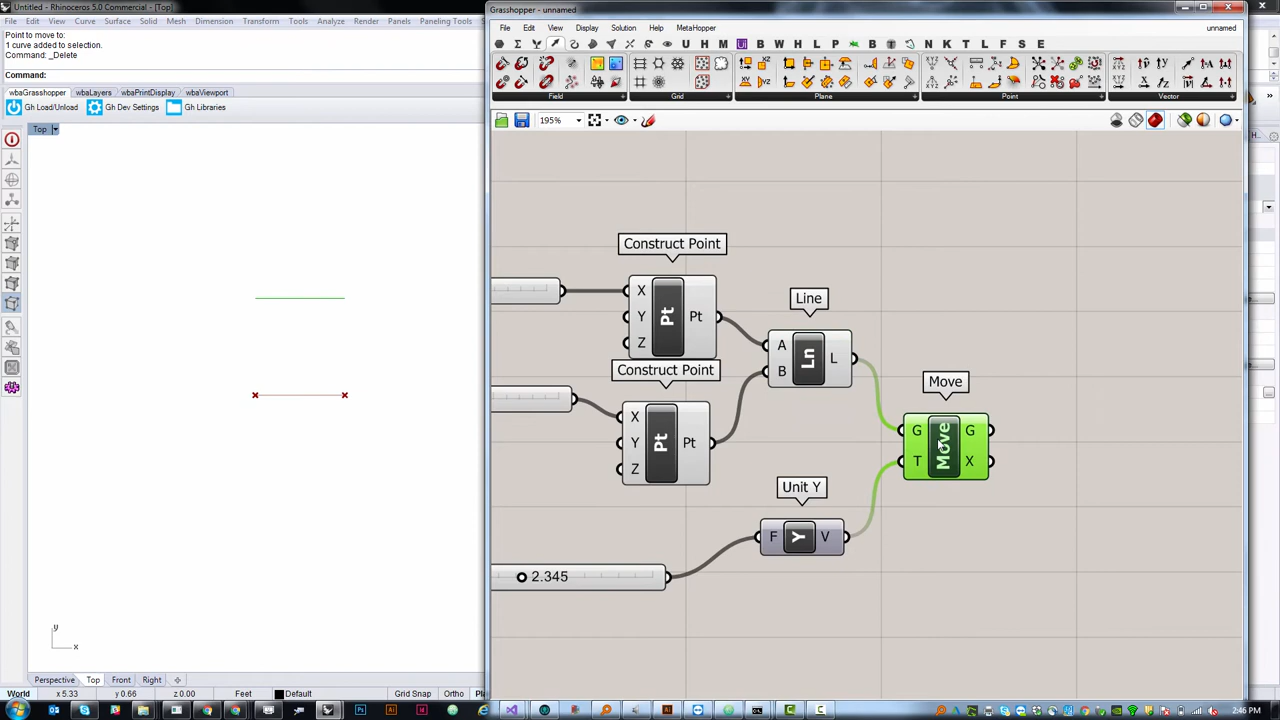 Untitled - Rhinoceros 5.0 Commercial - [Top]
File Edit View Curve Surface Solid Mesh Dimension Transform Tools Analyze Render Panels Paneling Tools
Point to move to:
1 curve added to selection.
Command: _Delete
Command:
wbaGrasshopper wbaLayers wbaPrintDisplay wbaViewport
Gh Load/Unload Gh Dev Settings Gh Libraries
Top
y
x
Perspective Top Front Right
World x 5.33 y 0.66 z 0.00 Feet Default Grid Snap Ortho
Grasshopper - unnamed
File Edit View Display Solution Help MetaHopper unnamed
U H M U B W H L P B N K T L F S E
Field Grid Plane Point Vector
195%
Construct Point
X
Y
Z
Pt
Pt
Line
A
B
Ln
L
Construct Point
X
Y
Z
Pt
Pt
Move
G
T
Move
G
X
Unit Y
F
Y
V
2.345
2:46 PM